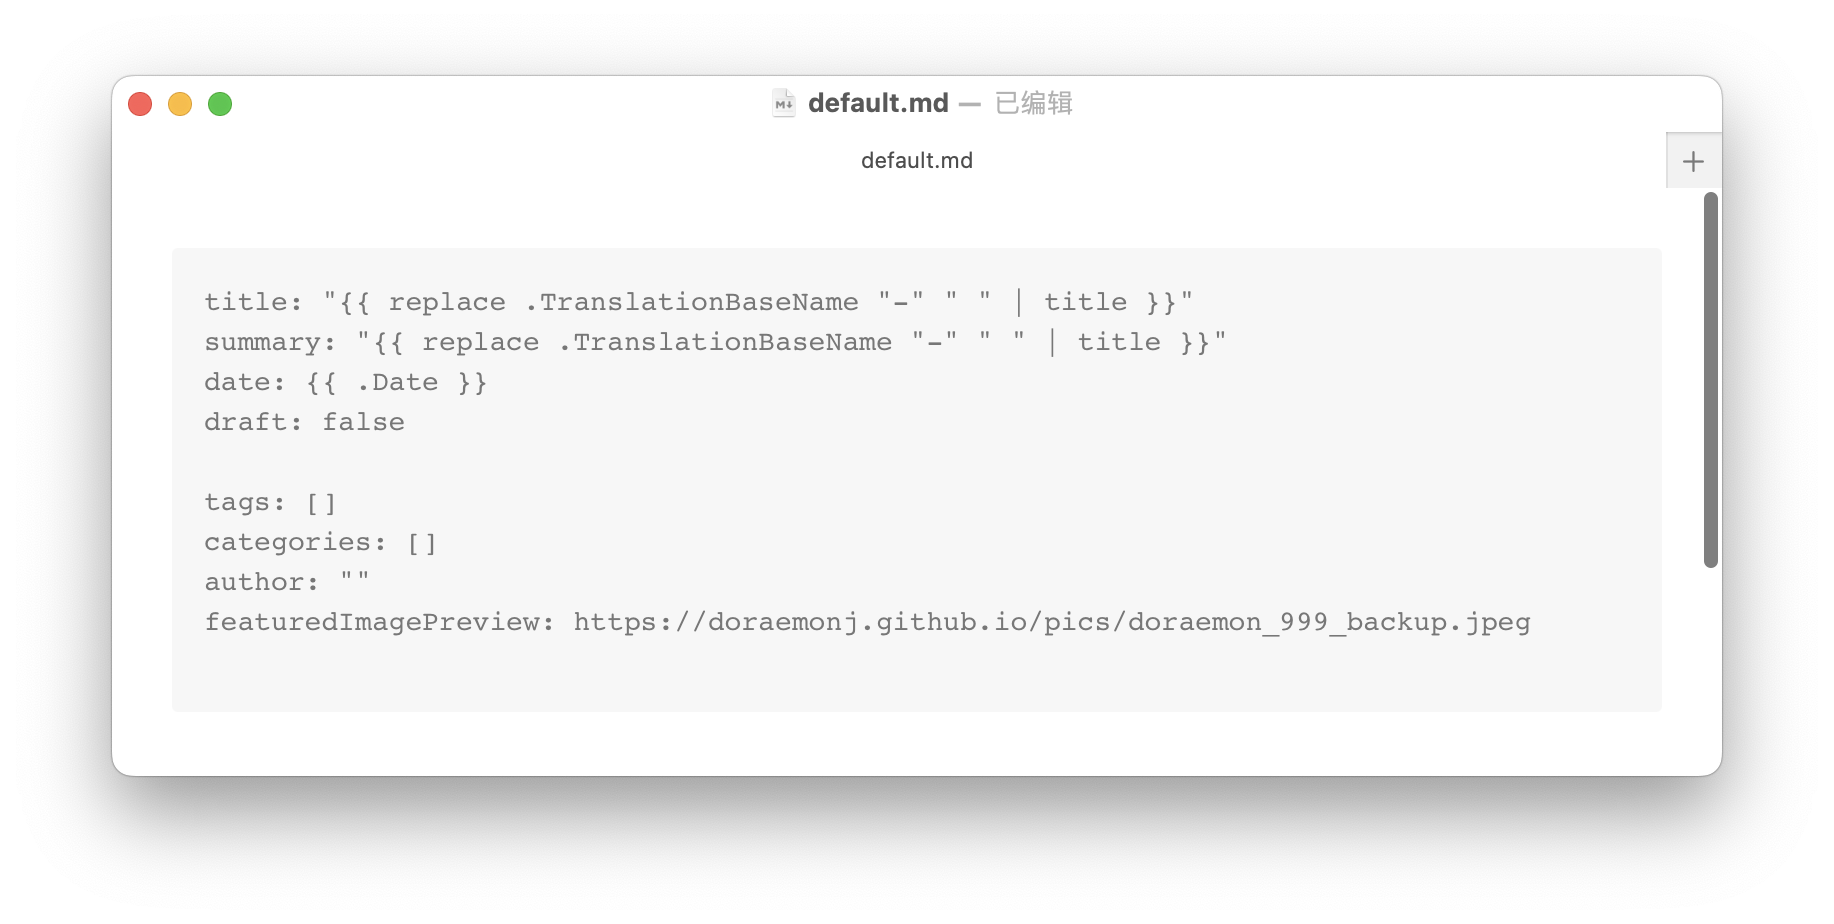 default.md — 已编辑
default.md
+
title: "{{ replace .TranslationBaseName "-" " " | title }}"
summary: "{{ replace .TranslationBaseName "-" " " | title }}"
date: {{ .Date }}
draft: false
tags: []
categories: []
author: ""
featuredImagePreview: https://doraemonj.github.io/pics/doraemon_999_backup.jpeg